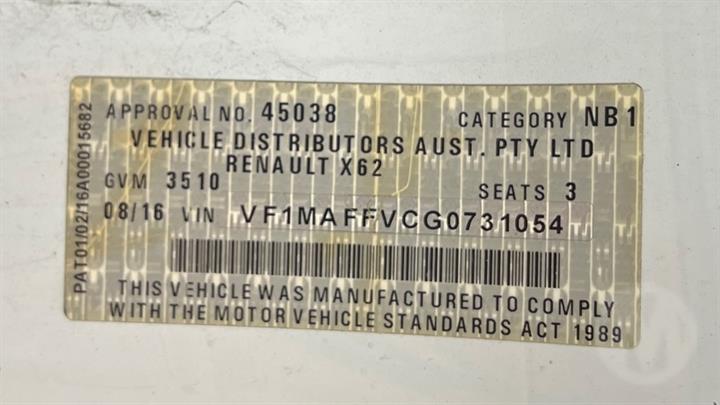 PAT01/02/16A00015682
APPROVAL NO. 45038 CATEGORY NB1
VEHICLE DISTRIBUTORS AUST. PTY LTD
RENAULT X62
GVM 3510 SEATS 3
08/16 VIN VF1MAFFVCG0731054
THIS VEHICLE WAS MANUFACTURED TO COMPLY
WITH THE MOTOR VEHICLE STANDARDS ACT 1989